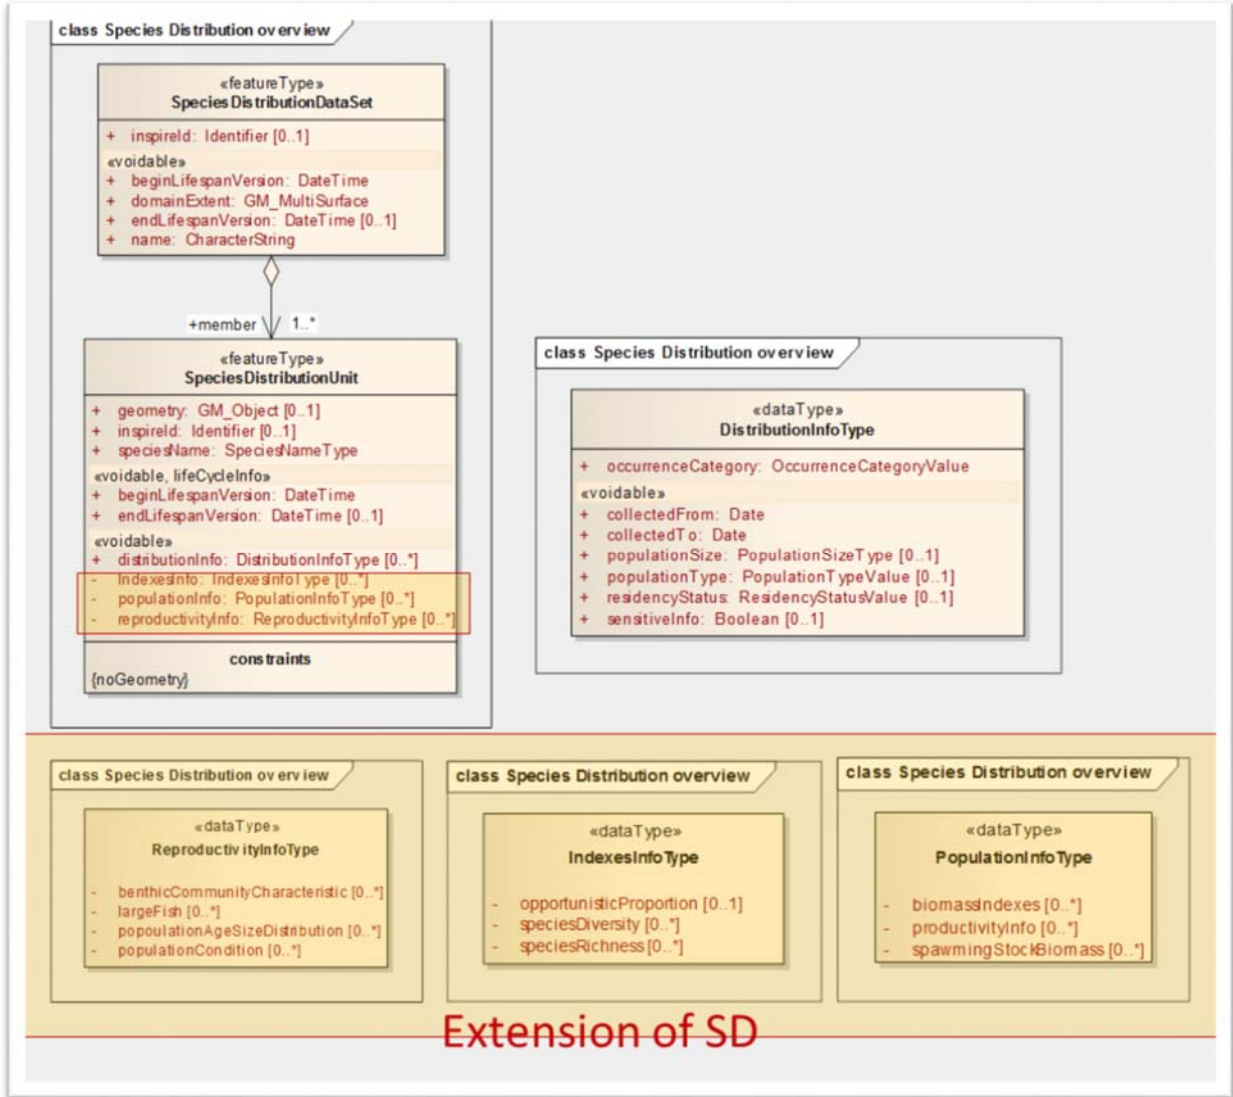 class Species Distribution overview
«featureType»
SpeciesDistributionDataSet
+ inspireId: Identifier [0..1]
«voidable»
+ beginLifespanVersion: DateTime
+ domainExtent: GM_MultiSurface
+ endLifespanVersion: DateTime [0..1]
+ name: CharacterString
+member 1..*
«featureType»
SpeciesDistributionUnit
+ geometry: GM_Object [0..1]
+ inspireId: Identifier [0..1]
+ speciesName: SpeciesNameType
«voidable, lifeCycleInfo»
+ beginLifespanVersion: DateTime
+ endLifespanVersion: DateTime [0..1]
«voidable»
+ distributionInfo: DistributionInfoType [0..*]
- IndexesInfo: IndexesInfoType [0..*]
- populationInfo: PopulationInfoType [0..*]
- reproductivityInfo: ReproductivityInfoType [0..*]
constraints
{noGeometry}
class Species Distribution overview
«dataType»
DistributionInfoType
+ occurrenceCategory: OccurrenceCategoryValue
«voidable»
+ collectedFrom: Date
+ collectedTo: Date
+ populationSize: PopulationSizeType [0..1]
+ populationType: PopulationTypeValue [0..1]
+ residencyStatus: ResidencyStatusValue [0..1]
+ sensitiveInfo: Boolean [0..1]
class Species Distribution overview
«dataType»
ReproductivityInfoType
- benthicCommunityCharacteristic [0..*]
- largeFish [0..*]
- popoulationAgeSizeDistribution [0..*]
- populationCondition [0..*]
class Species Distribution overview
«dataType»
IndexesInfoType
- opportunisticProportion [0..1]
- speciesDiversity [0..*]
- speciesRichness [0..*]
class Species Distribution overview
«dataType»
PopulationInfoType
- biomassIndexes [0..*]
- productivityInfo [0..*]
- spawmingStockBiomass [0..*]
Extension of SD